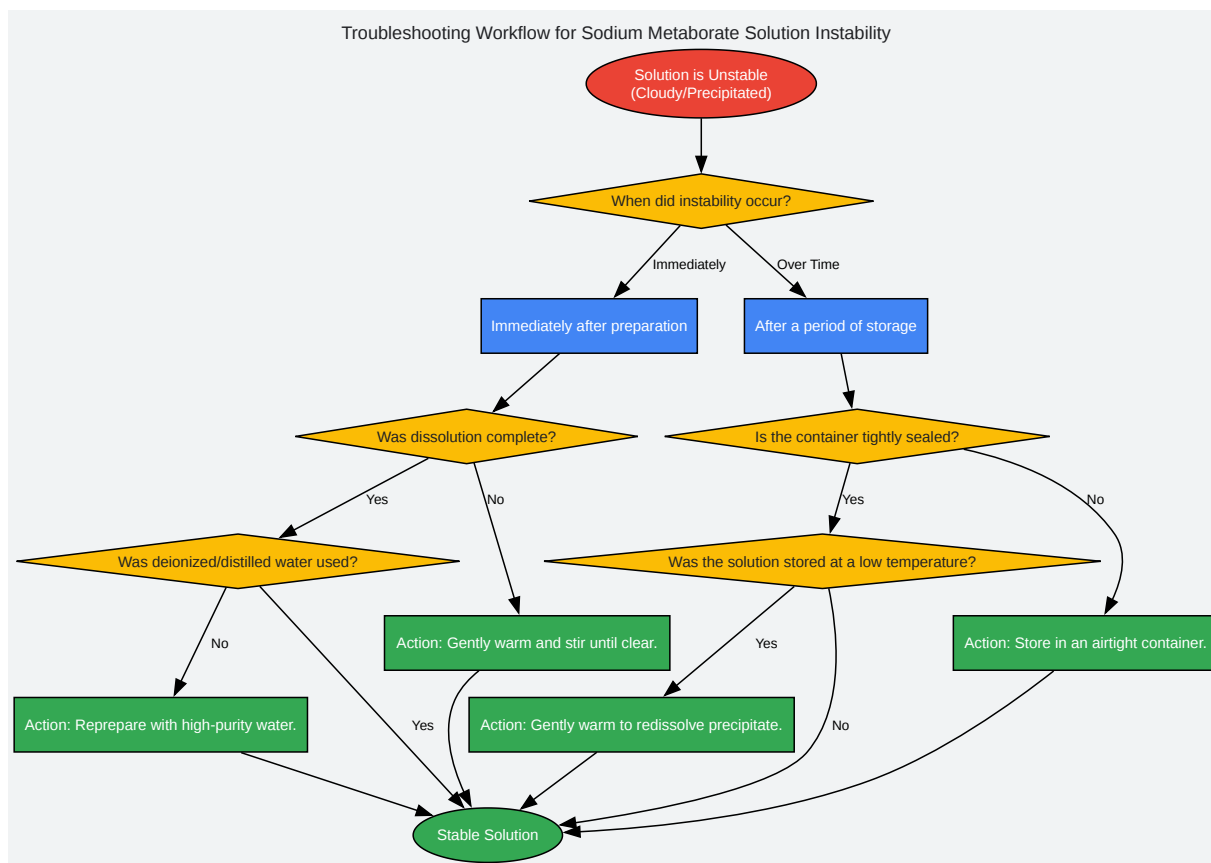 Troubleshooting Workflow for Sodium Metaborate Solution Instability
Solution is Unstable
(Cloudy/Precipitated)
When did instability occur?
Immediately
Over Time
Immediately after preparation
After a period of storage
Was dissolution complete?
Is the container tightly sealed?
Yes
No
Yes
No
Was deionized/distilled water used?
Was the solution stored at a low temperature?
No
Action: Gently warm and stir until clear.
Yes
Action: Store in an airtight container.
Action: Reprepare with high-purity water.
Yes
Action: Gently warm to redissolve precipitate.
No
Stable Solution